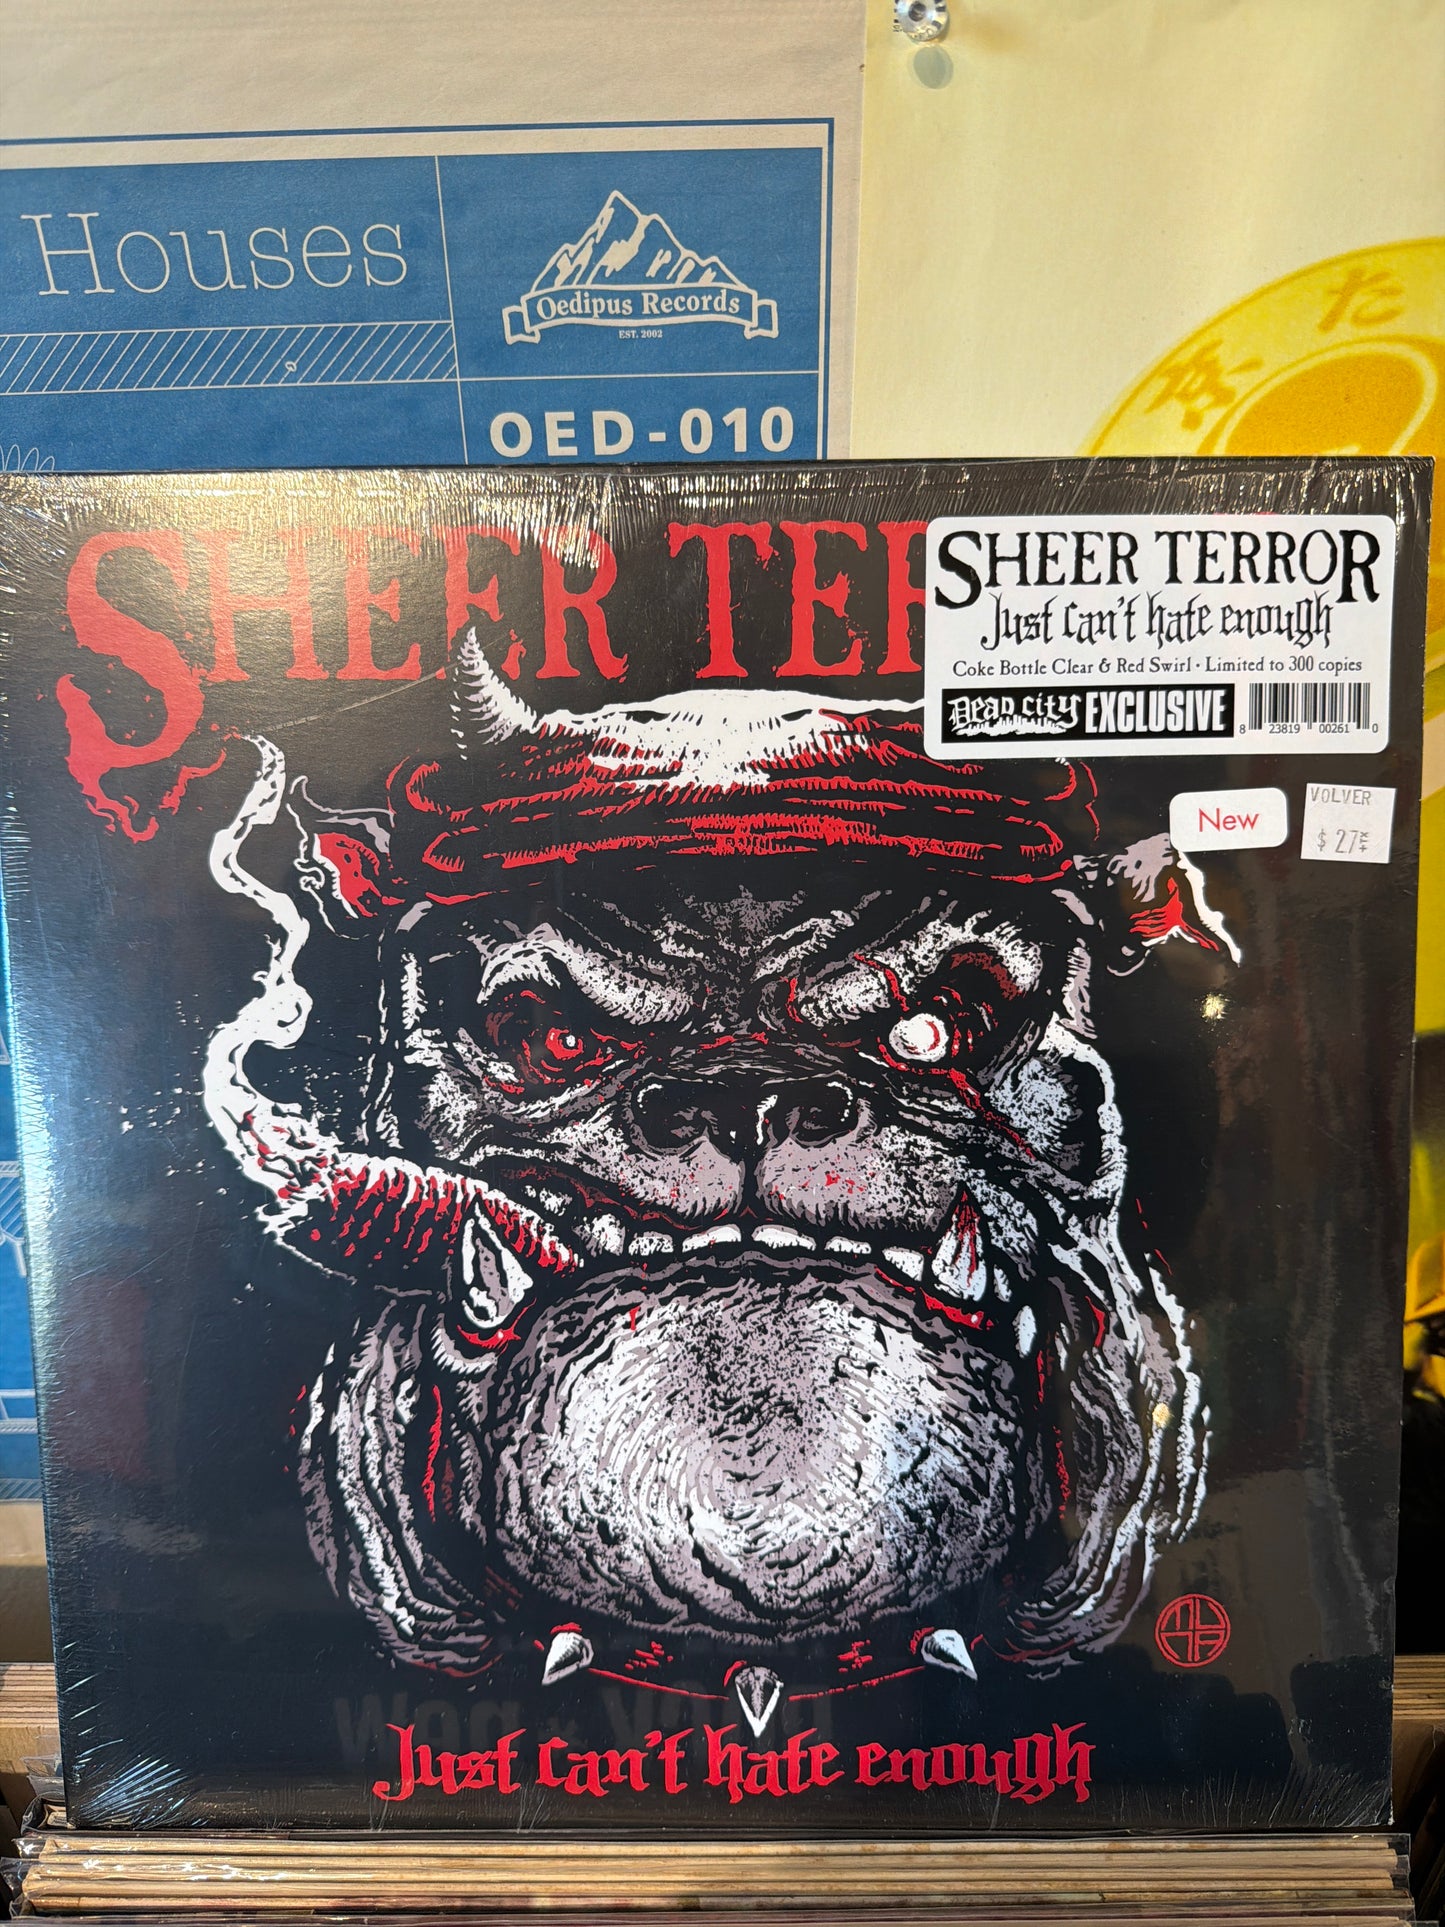 Houses
Oedipus Records
EST. 2002
OED-010
た
SHEER TER
SHEER TERROR
Just can't hate enough
Coke Bottle Clear & Red Swirl • Limited to 300 copies
Dead city EXCLUSIVE
8 23819 00261 0
New
VOLVER
Just can't hate enough